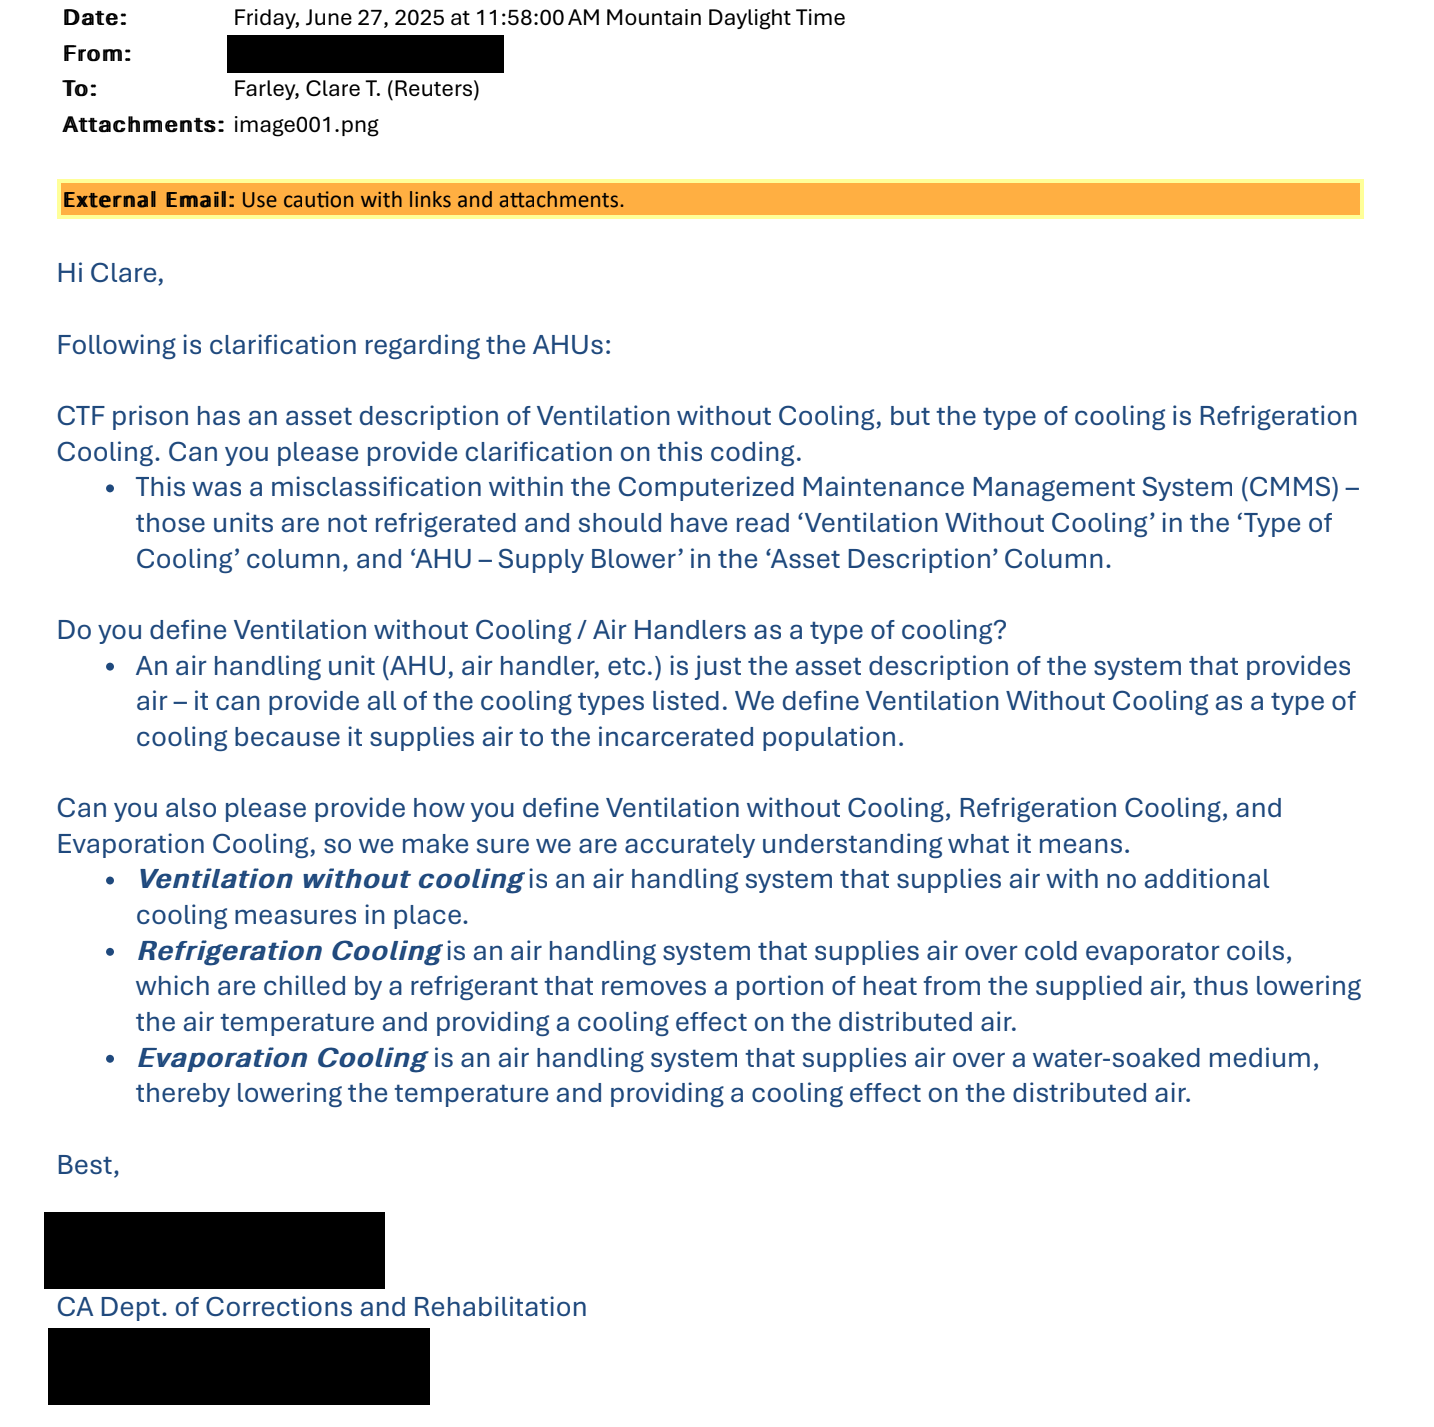 Date: Friday, June 27, 2025 at 11:58:00 AM Mountain Daylight Time
From:
To: Farley, Clare T. (Reuters)
Attachments: image001.png
External Email: Use caution with links and attachments.
Hi Clare,
Following is clarification regarding the AHUs:
CTF prison has an asset description of Ventilation without Cooling, but the type of cooling is Refrigeration
Cooling. Can you please provide clarification on this coding.
• This was a misclassification within the Computerized Maintenance Management System (CMMS) –
those units are not refrigerated and should have read ‘Ventilation Without Cooling’ in the ‘Type of
Cooling’ column, and ‘AHU – Supply Blower’ in the ‘Asset Description’ Column.
Do you define Ventilation without Cooling / Air Handlers as a type of cooling?
• An air handling unit (AHU, air handler, etc.) is just the asset description of the system that provides
air – it can provide all of the cooling types listed. We define Ventilation Without Cooling as a type of
cooling because it supplies air to the incarcerated population.
Can you also please provide how you define Ventilation without Cooling, Refrigeration Cooling, and
Evaporation Cooling, so we make sure we are accurately understanding what it means.
• Ventilation without cooling is an air handling system that supplies air with no additional
cooling measures in place.
• Refrigeration Cooling is an air handling system that supplies air over cold evaporator coils,
which are chilled by a refrigerant that removes a portion of heat from the supplied air, thus lowering
the air temperature and providing a cooling effect on the distributed air.
• Evaporation Cooling is an air handling system that supplies air over a water-soaked medium,
thereby lowering the temperature and providing a cooling effect on the distributed air.
Best,
CA Dept. of Corrections and Rehabilitation